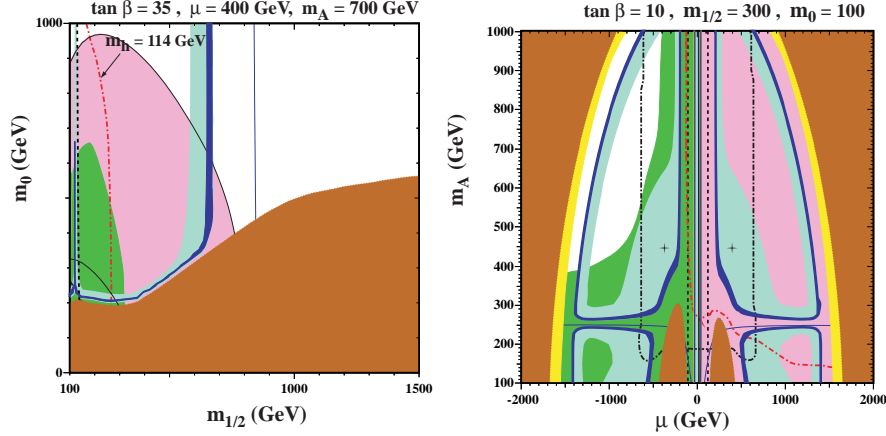 tan β = 35 , μ = 400 GeV, m_A = 700 GeV
1000
m_h = 114 GeV
m_0 (GeV)
0
100
1000
1500
m_1/2 (GeV)
tan β = 10 , m_1/2 = 300 , m_0 = 100
1000
900
800
700
600
500
400
300
200
100
m_A (GeV)
-2000
-1000
0
1000
2000
μ (GeV)